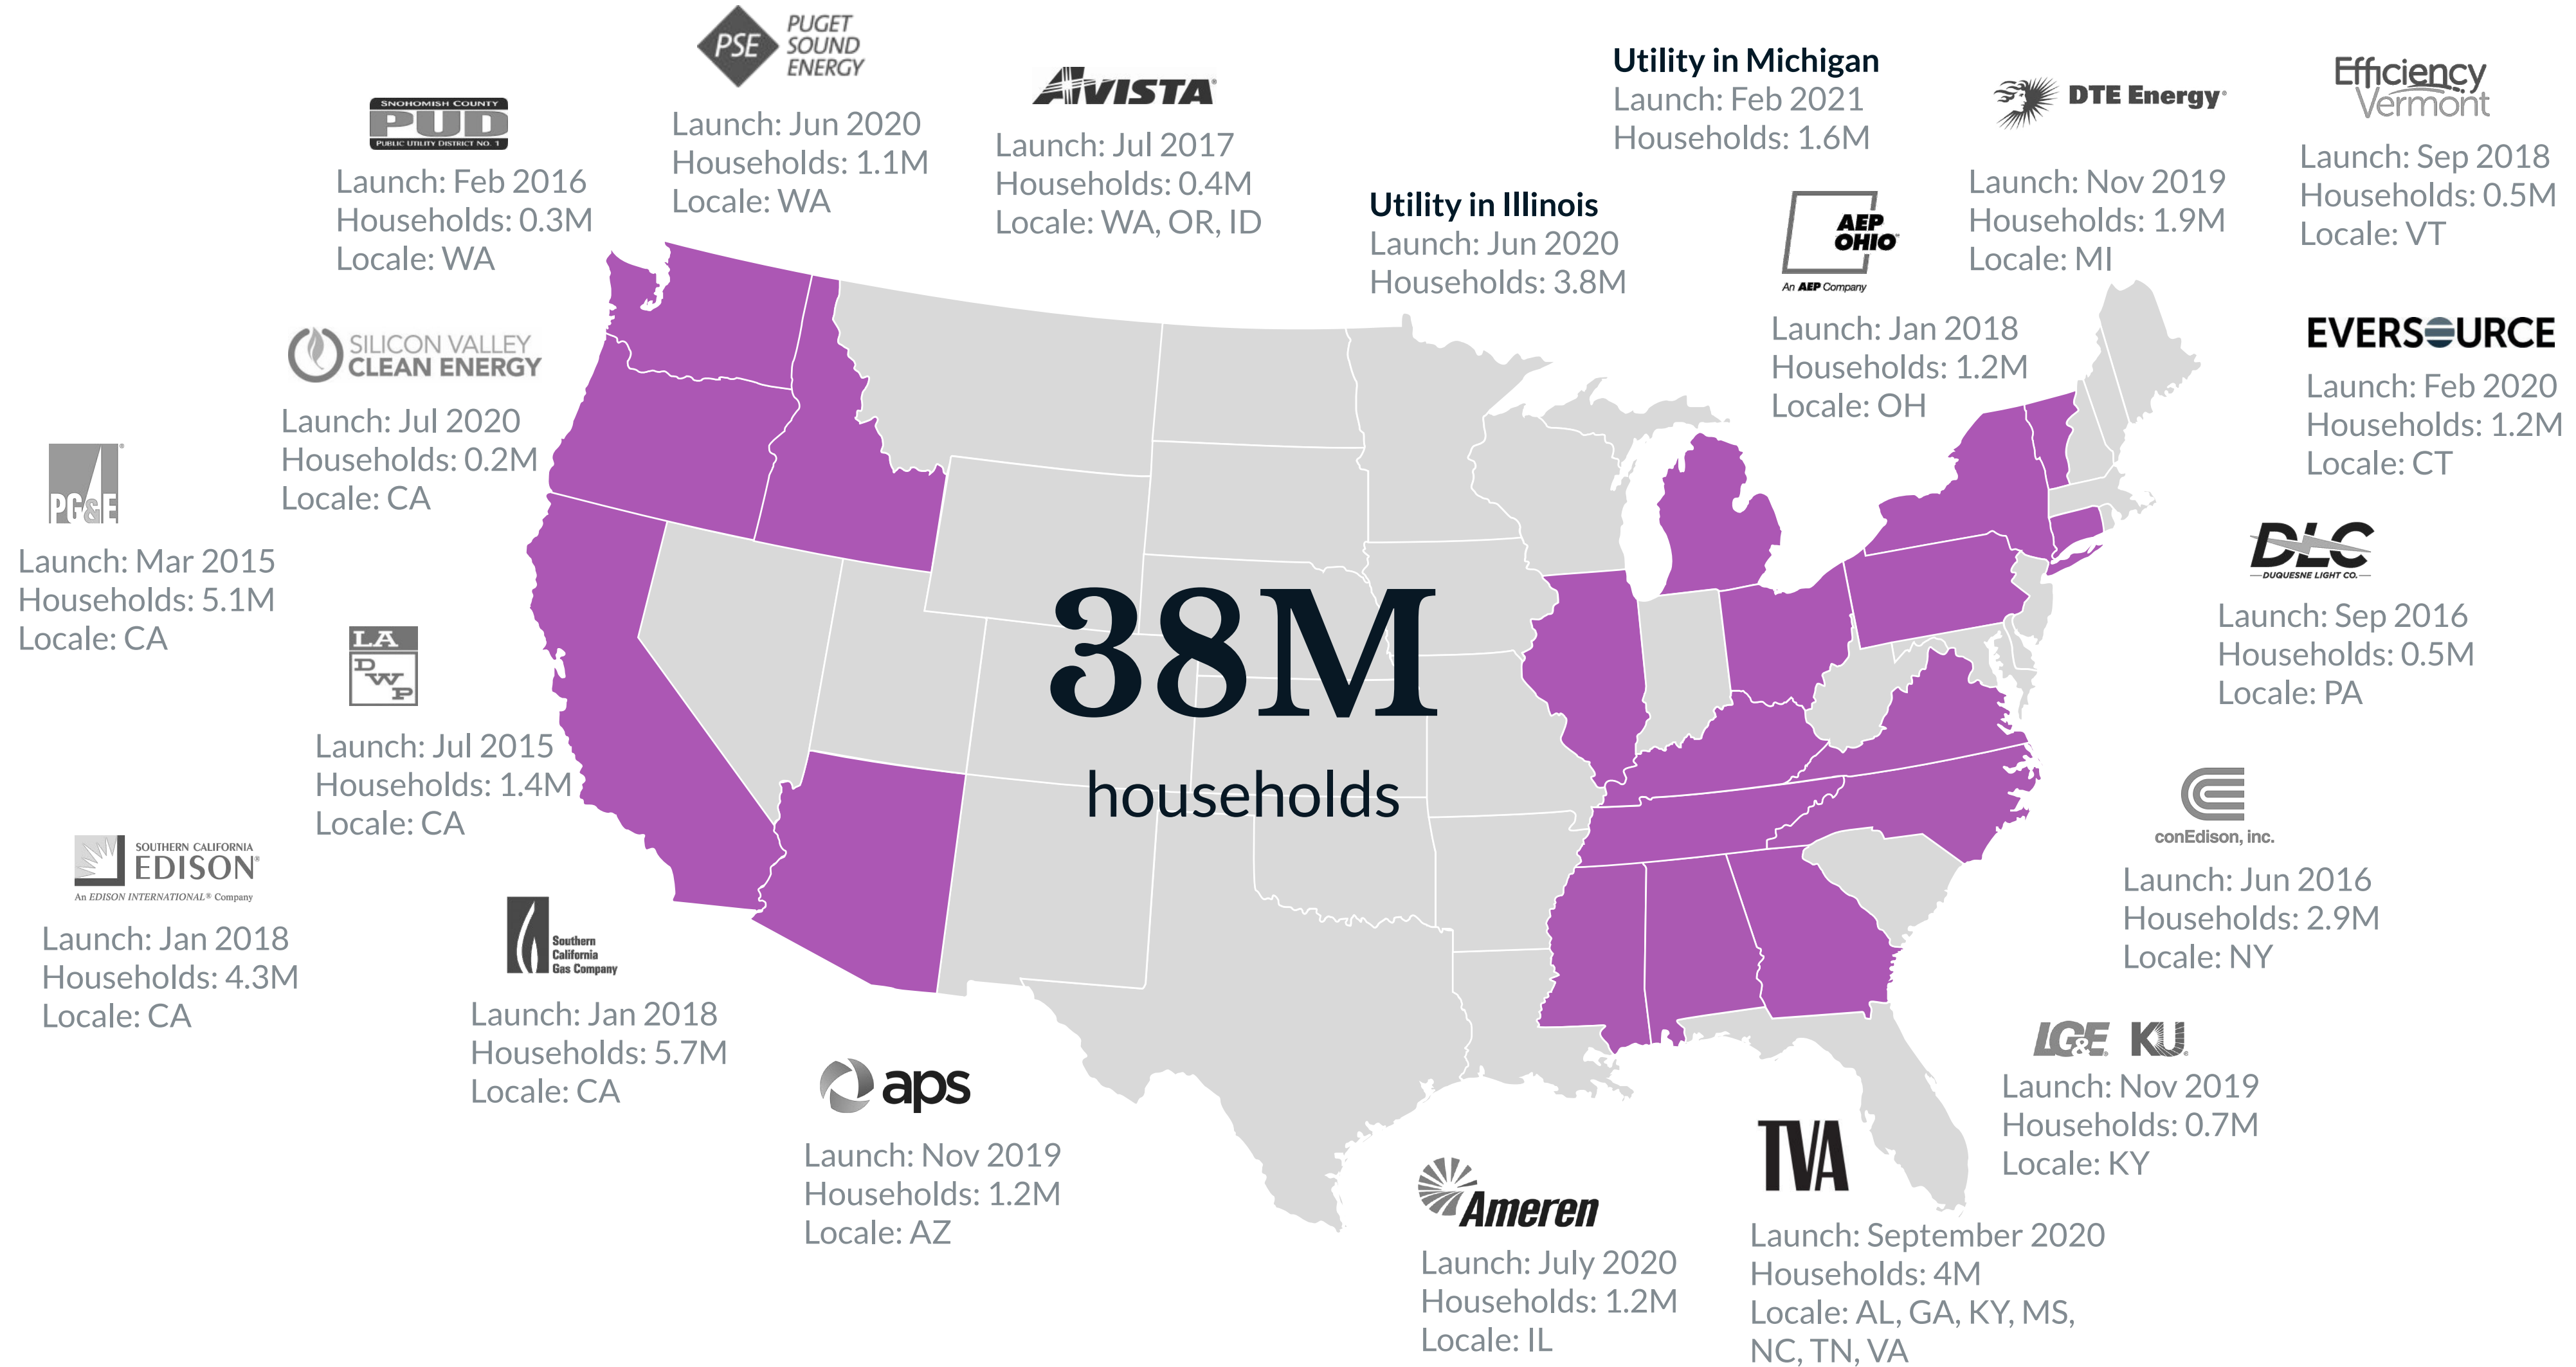 PSE
PUGET
SOUND
ENERGY
Launch: Jun 2020
Households: 1.1M
Locale: WA
SNOHOMISH COUNTY
PUD
PUBLIC UTILITY DISTRICT NO. 1
Launch: Feb 2016
Households: 0.3M
Locale: WA
AVISTA
Launch: Jul 2017
Households: 0.4M
Locale: WA, OR, ID
Utility in Michigan
Launch: Feb 2021
Households: 1.6M
Utility in Illinois
Launch: Jun 2020
Households: 3.8M
DTE Energy®
Launch: Nov 2019
Households: 1.9M
Locale: MI
Efficiency
Vermont
Launch: Sep 2018
Households: 0.5M
Locale: VT
AEP
OHIO
An AEP Company
Launch: Jan 2018
Households: 1.2M
Locale: OH
SILICON VALLEY
CLEAN ENERGY
Launch: Jul 2020
Households: 0.2M
Locale: CA
EVERSOURCE
Launch: Feb 2020
Households: 1.2M
Locale: CT
PG&E
Launch: Mar 2015
Households: 5.1M
Locale: CA
DLC
DUQUESNE LIGHT CO.
Launch: Sep 2016
Households: 0.5M
Locale: PA
38M
households
LA
DWP
Launch: Jul 2015
Households: 1.4M
Locale: CA
conEdison, inc.
Launch: Jun 2016
Households: 2.9M
Locale: NY
SOUTHERN CALIFORNIA
EDISON®
An EDISON INTERNATIONAL® Company
Launch: Jan 2018
Households: 4.3M
Locale: CA
Southern
California
Gas Company
Launch: Jan 2018
Households: 5.7M
Locale: CA
aps
Launch: Nov 2019
Households: 1.2M
Locale: AZ
LG&E KU
Launch: Nov 2019
Households: 0.7M
Locale: KY
Ameren
Launch: July 2020
Households: 1.2M
Locale: IL
TVA
Launch: September 2020
Households: 4M
Locale: AL, GA, KY, MS,
NC, TN, VA